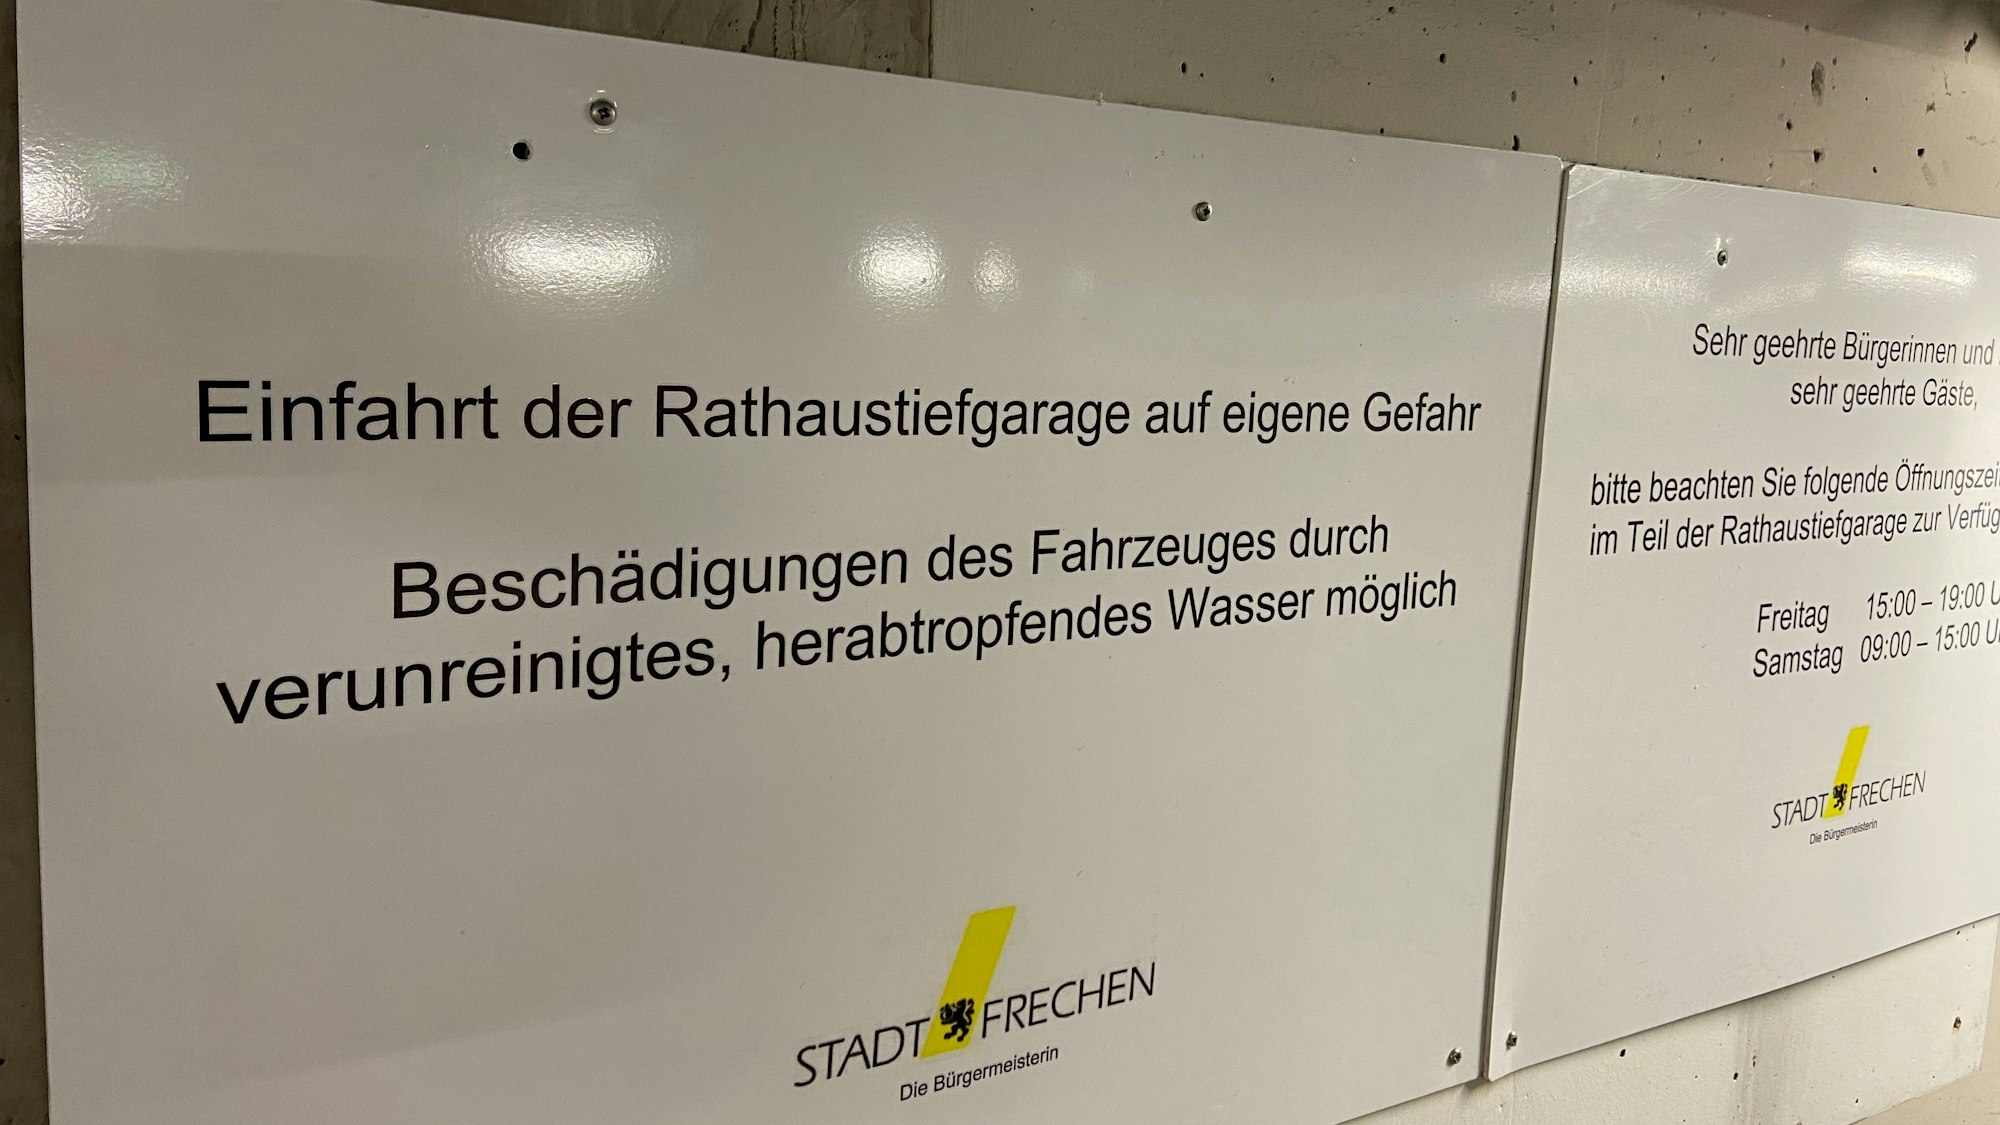 Einfahrt der Rathaustiefgarage auf eigene Gefahr
Beschädigungen des Fahrzeuges durch
verunreinigtes, herabtropfendes Wasser möglich
STADT FRECHEN
Die Bürgermeisterin
Sehr geehrte Bürgerinnen und
sehr geehrte Gäste,
bitte beachten Sie folgende
im Teil der Rathaustiefgarage zur
Freitag 15:00 – 19:00
Samstag 09:00 – 15:00
STADT FRECHEN
Die Bürgermeisterin